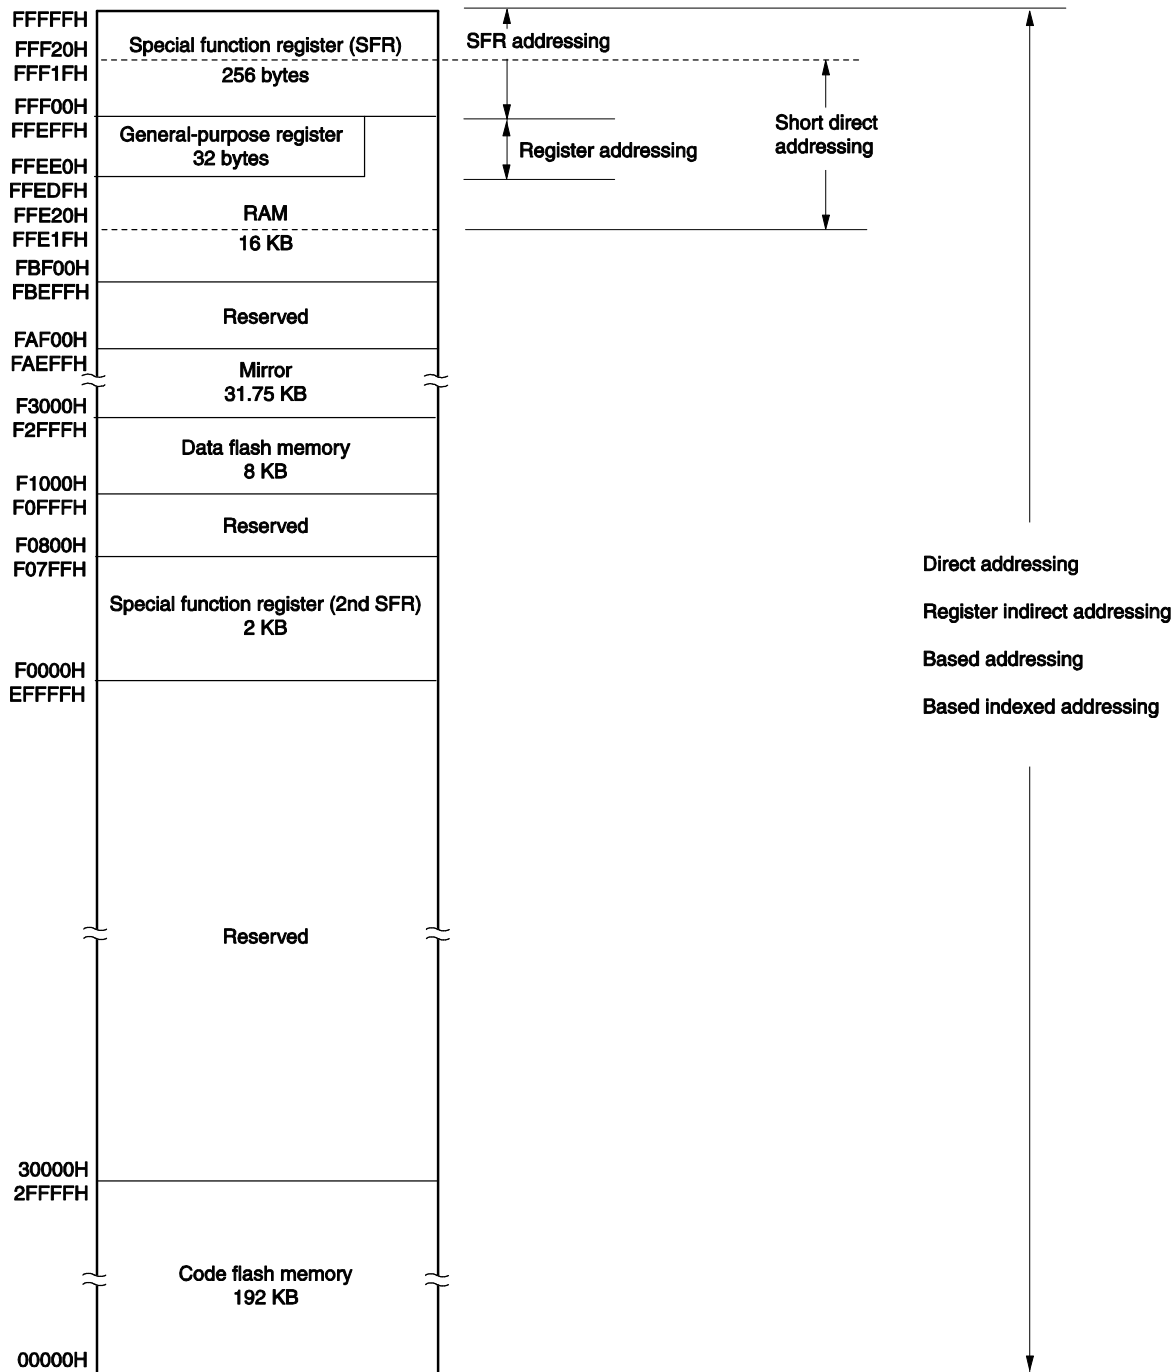 FFFFFH
FFF20H
FFF1FH
FFF00H
FFEFFH
FFEE0H
FFEDFH
FFE20H
FFE1FH
FBF00H
FBEFFH
FAF00H
FAEFFH
F3000H
F2FFFH
F1000H
F0FFFH
F0800H
F07FFH
F0000H
EFFFFH
30000H
2FFFFH
00000H
Special function register (SFR)
256 bytes
General-purpose register
32 bytes
RAM
16 KB
Reserved
Mirror
31.75 KB
Data flash memory
8 KB
Reserved
Special function register (2nd SFR)
2 KB
Reserved
Code flash memory
192 KB
SFR addressing
Register addressing
Short direct
addressing
Direct addressing
Register indirect addressing
Based addressing
Based indexed addressing